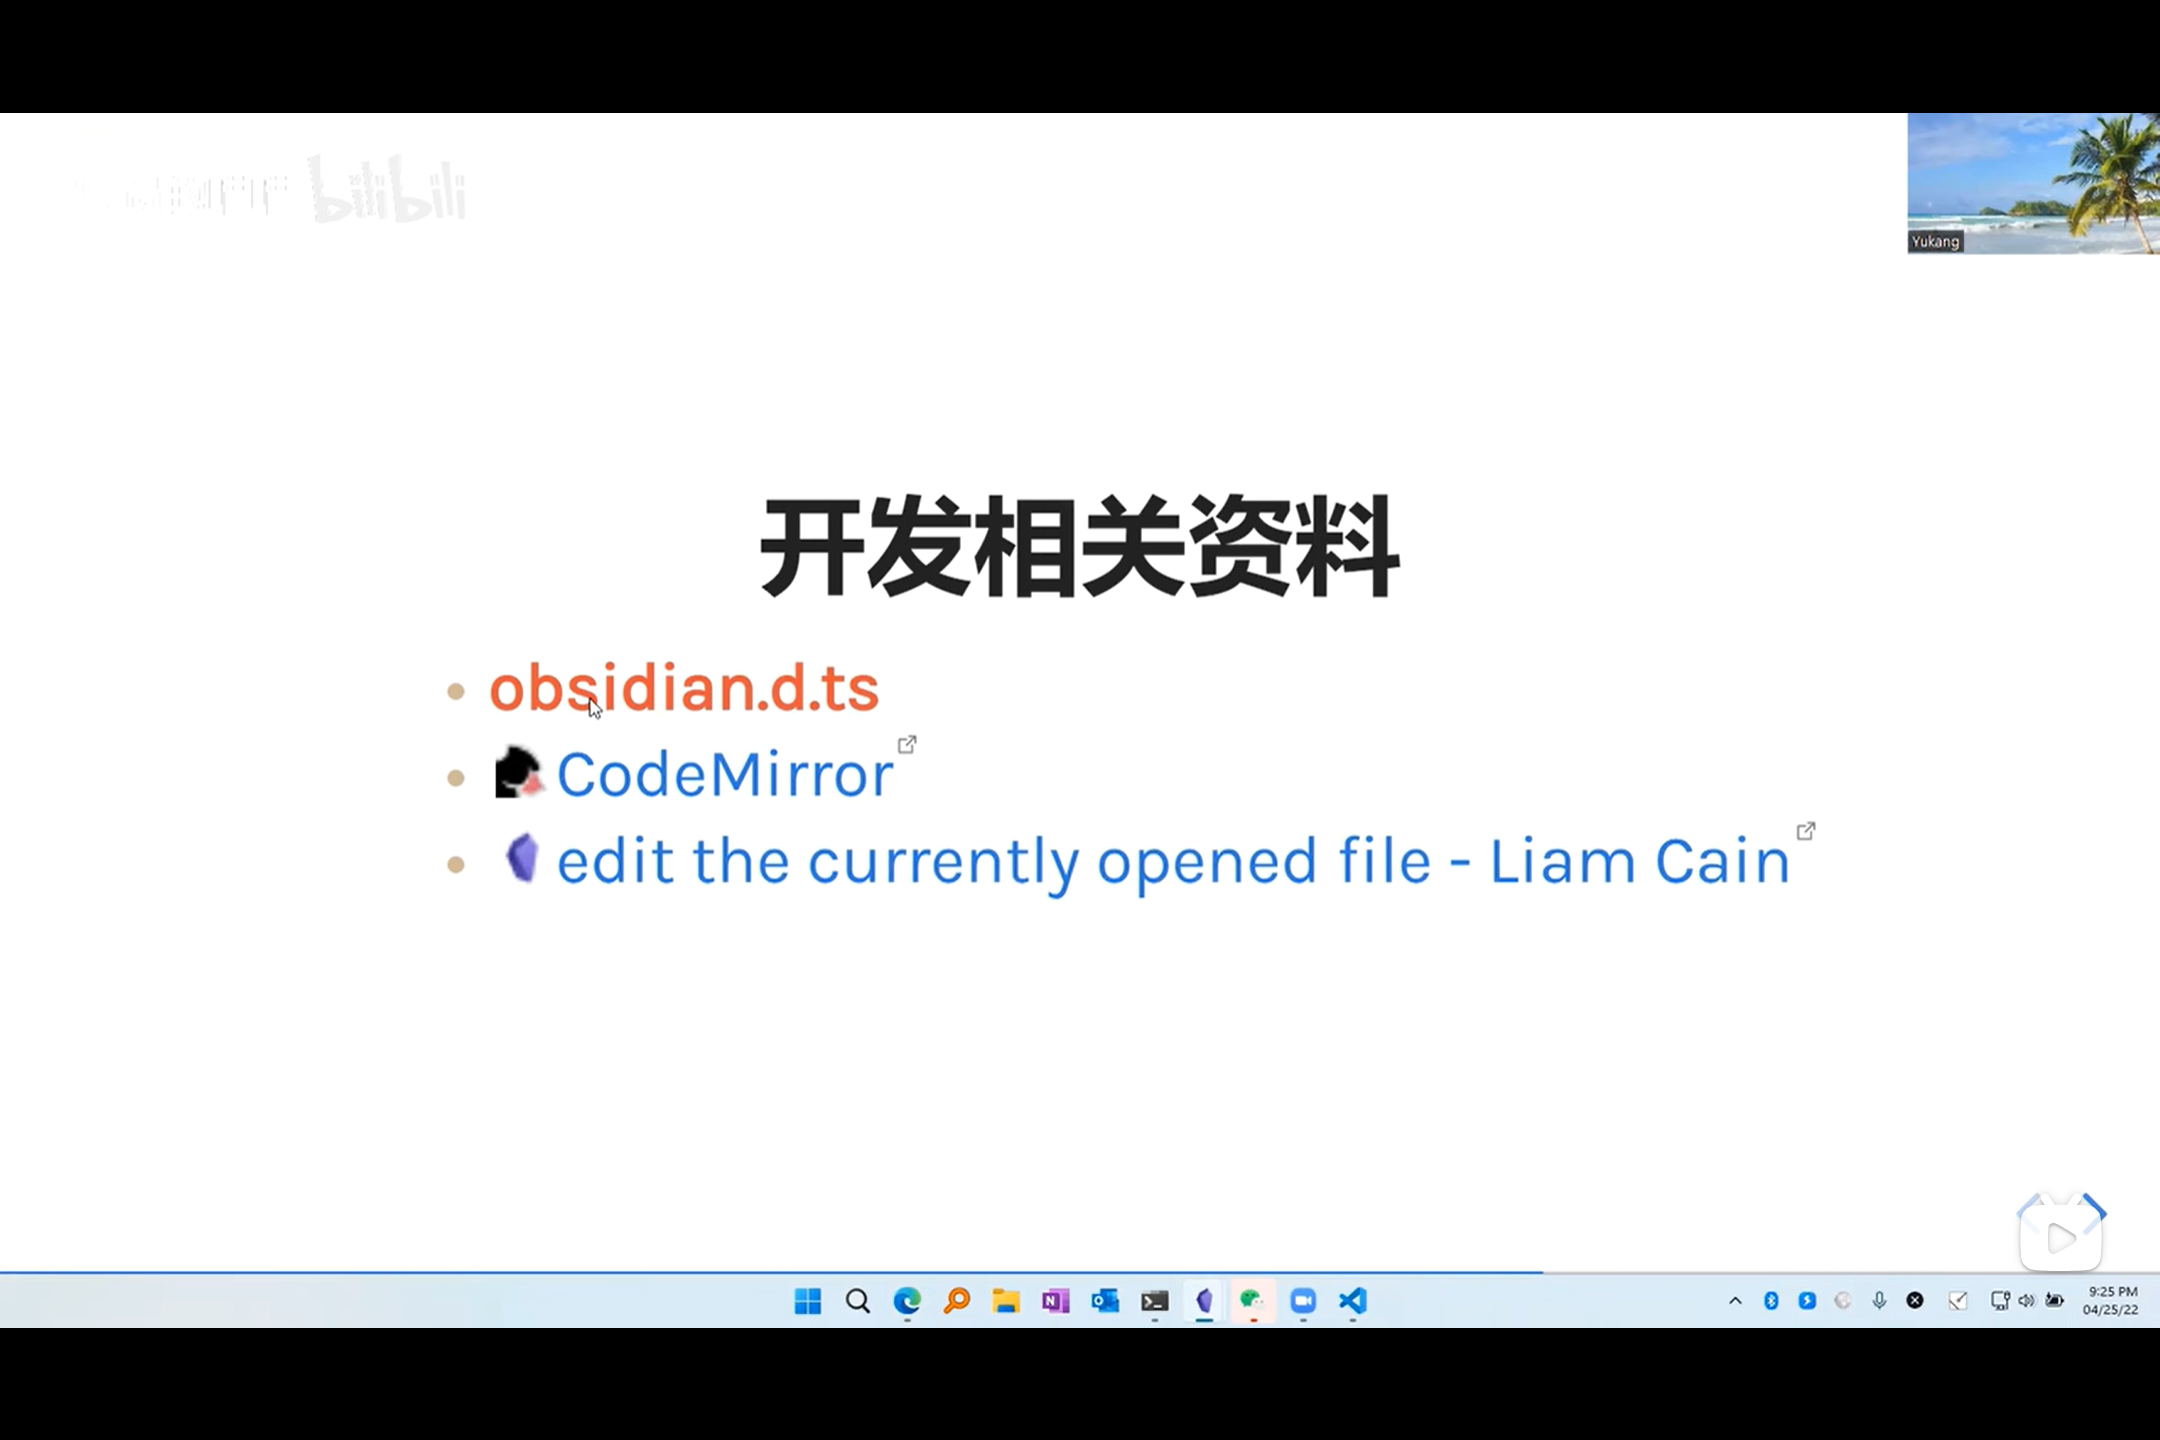 bilibili
Yukang
开发相关资料
obsidian.d.ts
CodeMirror
edit the currently opened file - Liam Cain
9:25 PM
04/25/22